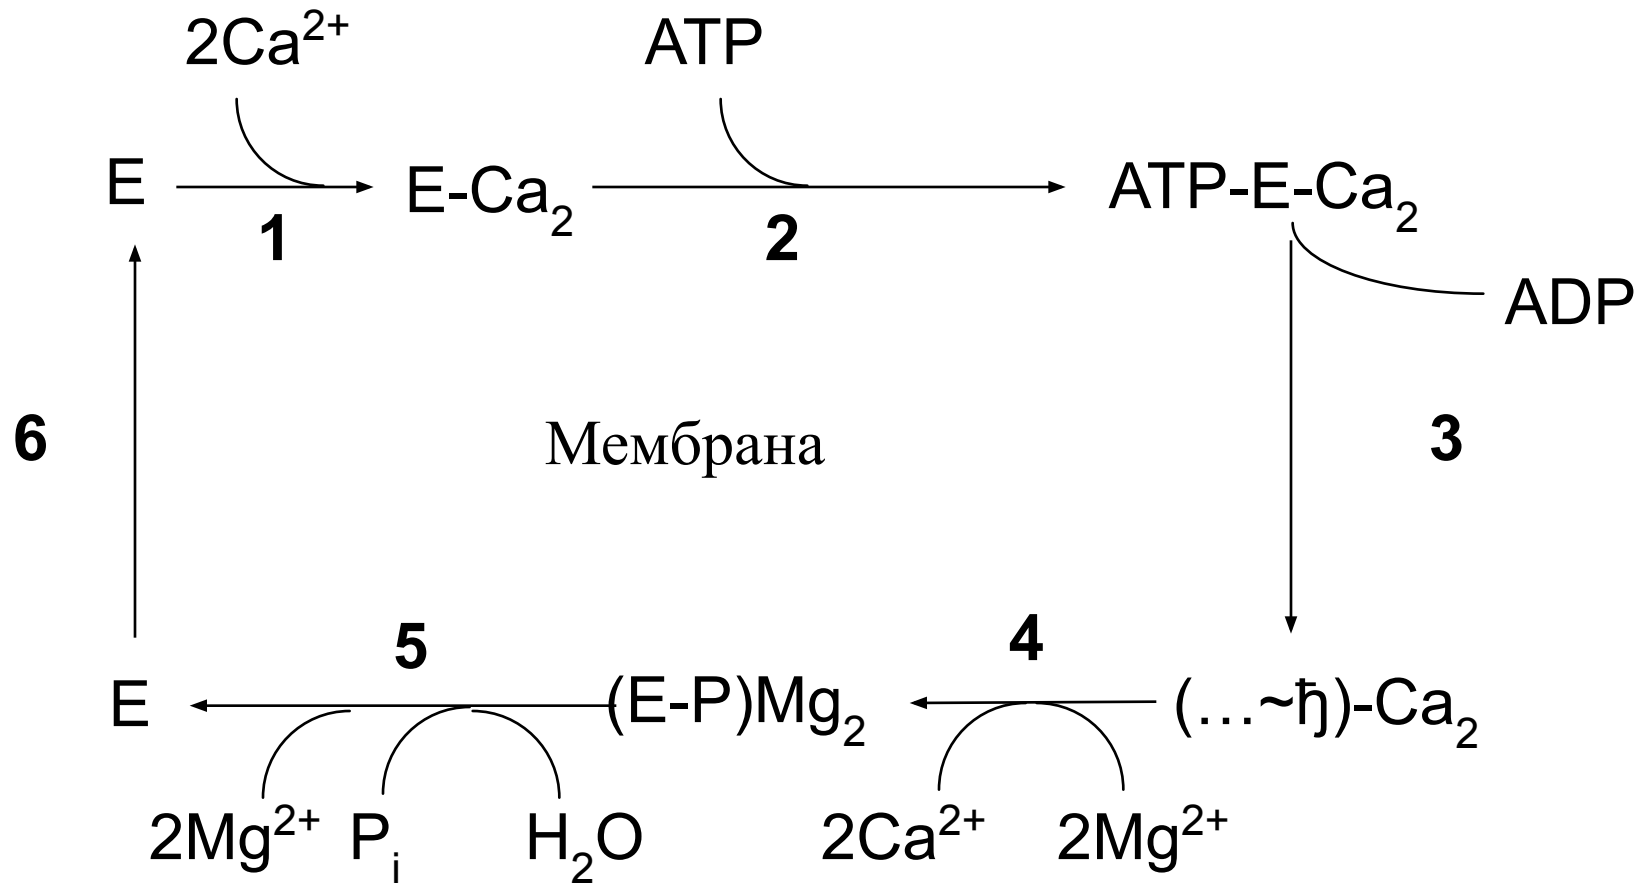 2Ca²⁺ ATP
E E-Ca₂ ATP-E-Ca₂
1 2
ADP
6 Мембрана 3
5 4
E (E-P)Mg₂ (…~ђ)-Ca₂
2Mg²⁺ Pᵢ H₂O 2Ca²⁺ 2Mg²⁺